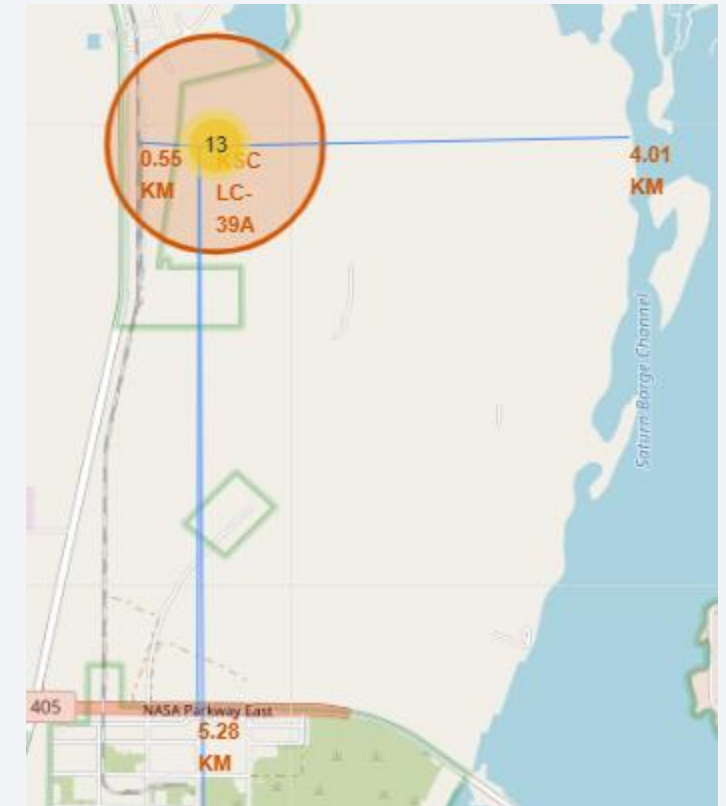 13
0.55
KM
KSC
LC-
39A
4.01
KM
Saturn Barge Channel
405
NASA Parkway East
5.28
KM